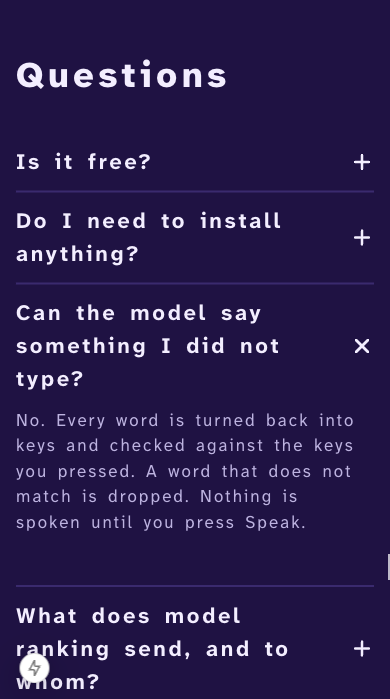 Questions
Is it free?
Do I need to install
anything?
Can the model say
something I did not
type?
No. Every word is turned back into
keys and checked against the keys
you pressed. A word that does not
match is dropped. Nothing is
spoken until you press Speak.
What does model
ranking send, and to
whom?